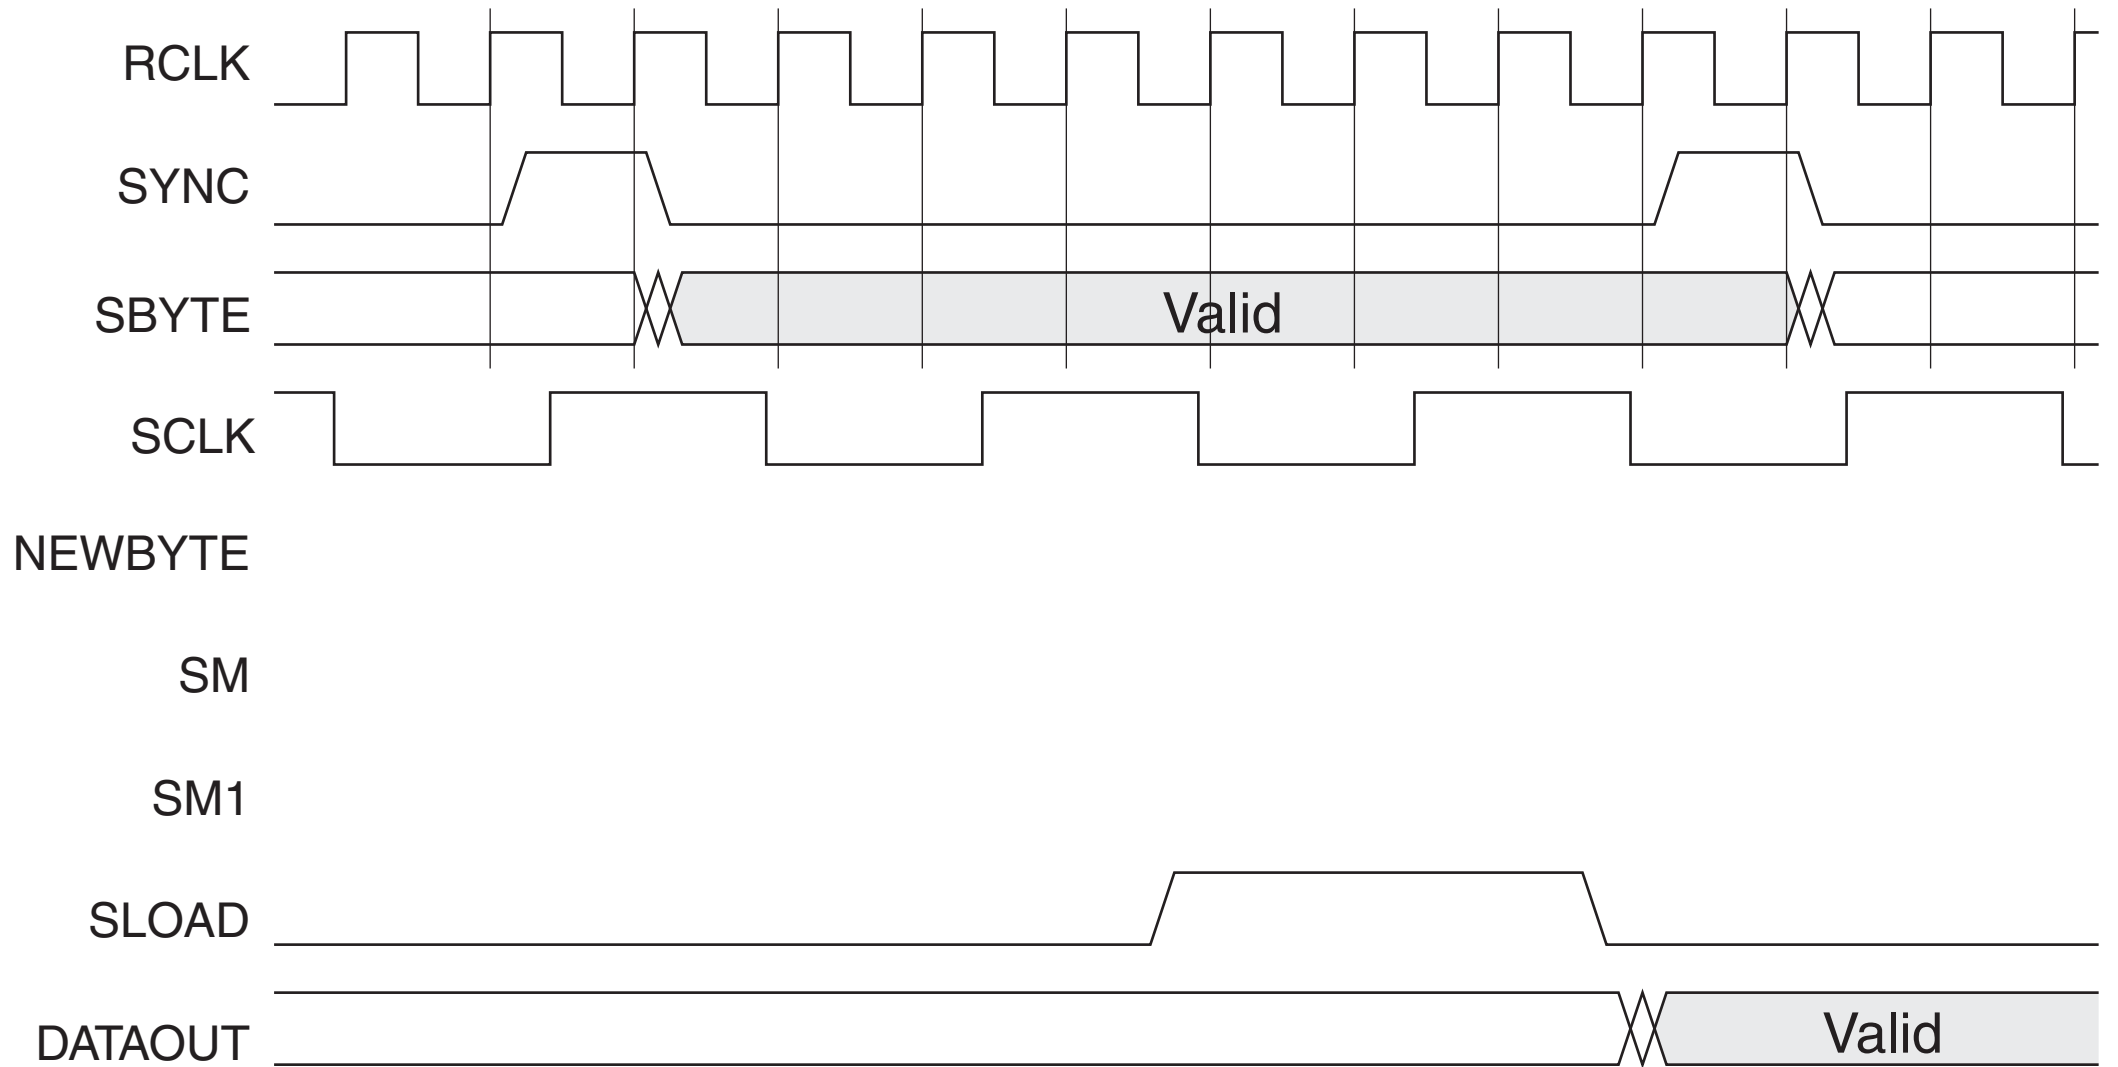 RCLK
SYNC
SBYTE
Valid
SCLK
NEWBYTE
SM
SM1
SLOAD
DATAOUT
Valid